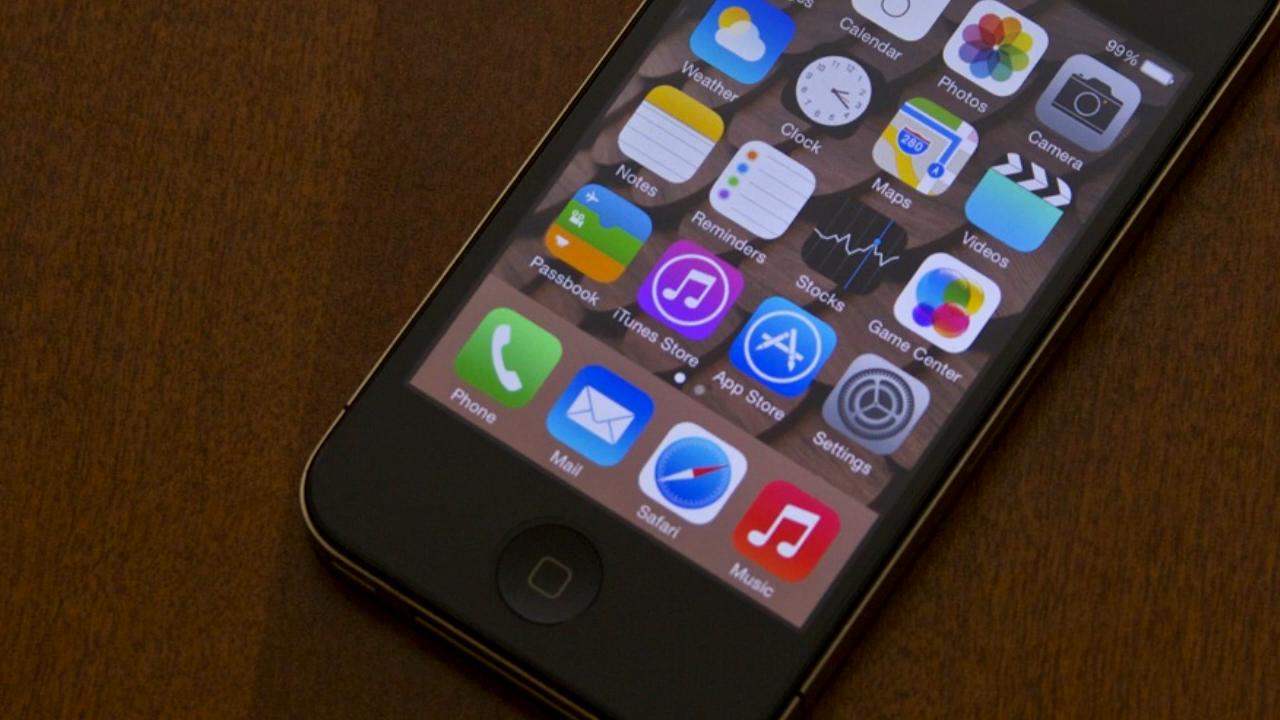 99%
Calendar
Photos
Camera
Weather
Clock
Maps
Videos
Notes
Reminders
Stocks
Game Center
Passbook
iTunes Store
App Store
Settings
Phone
Mail
Safari
Music
280